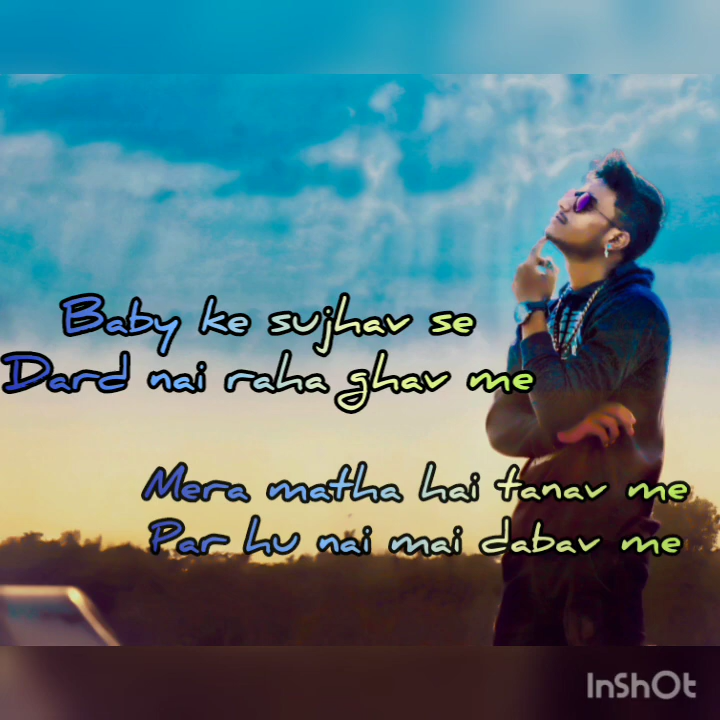 Baby ke sujhav se
Dard nai raha ghav me
Mera matha hai tanav me
Par hu nai mai dabav me
InShOt